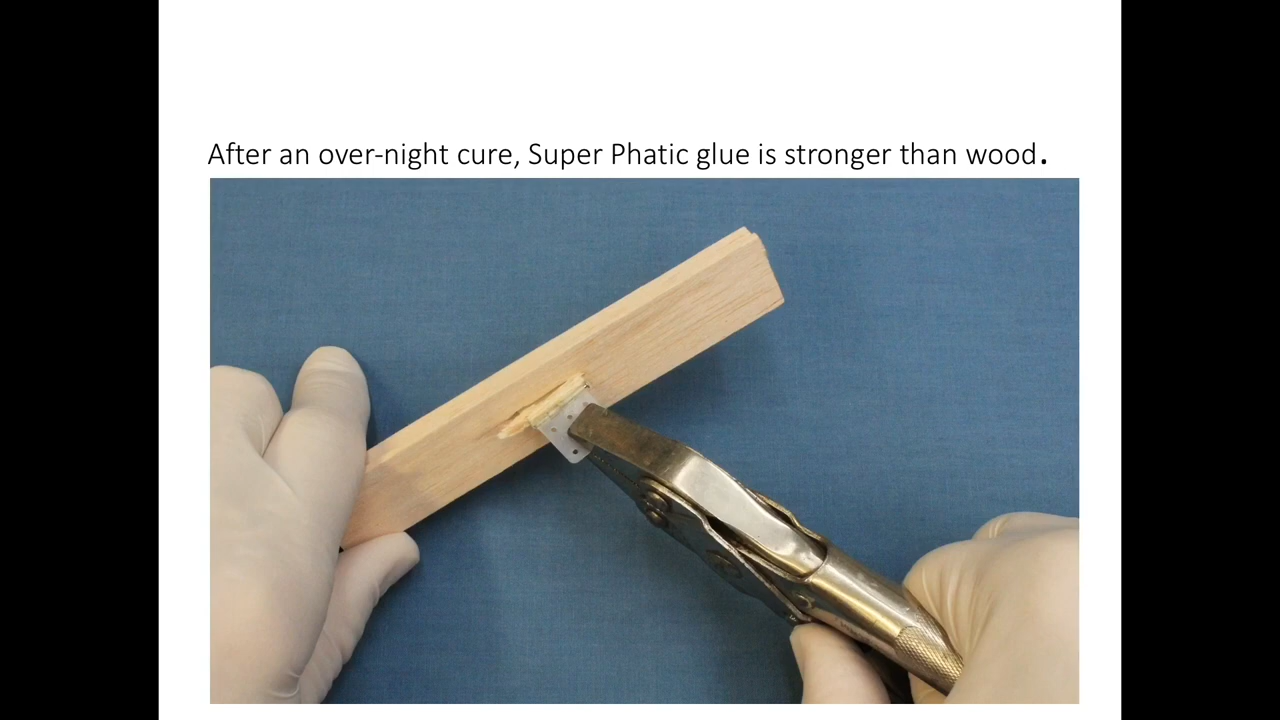 After an over-night cure, Super Phatic glue is stronger than wood.